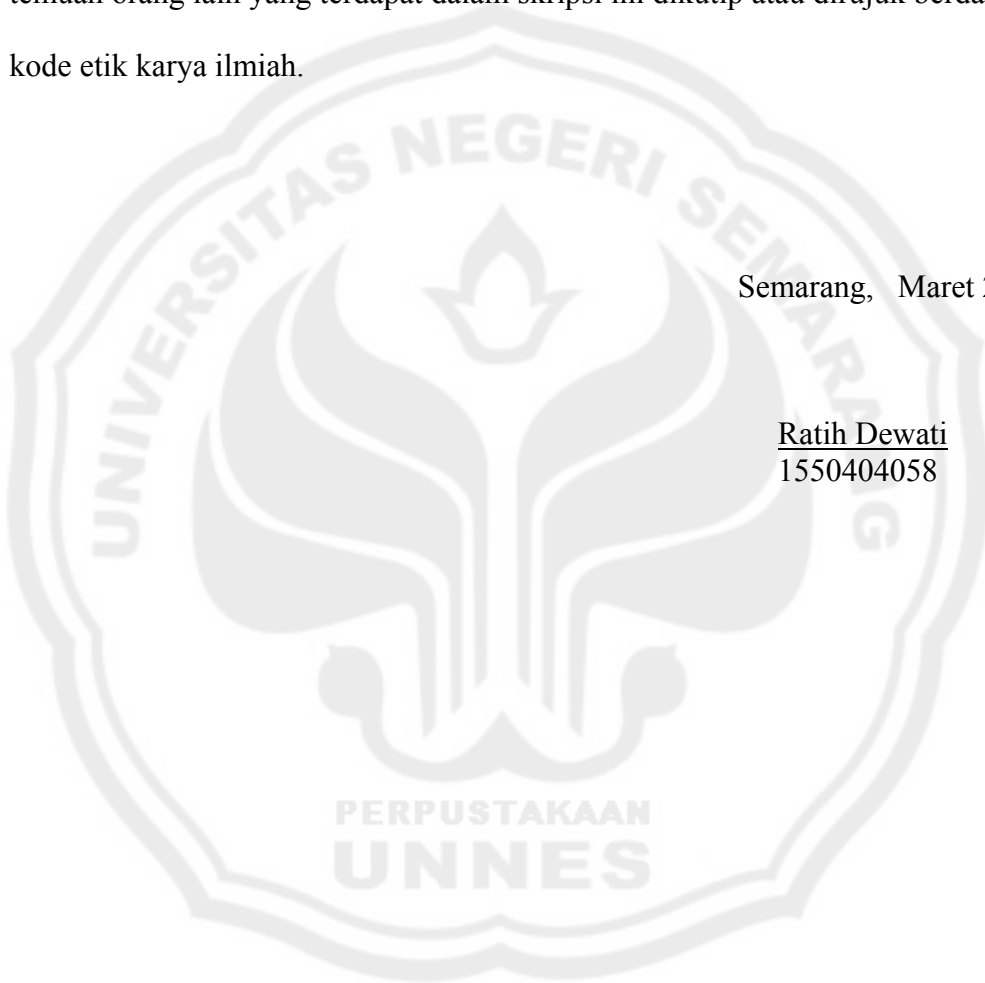 temuan orang lain yang terdapat dalam skripsi ini dikutip atau dirujuk
kode etik karya ilmiah.
UNIVERSITAS NEGERI SEMARANG
Semarang, Maret
Ratih Dewati
1550404058
PERPUSTAKAAN
UNNES